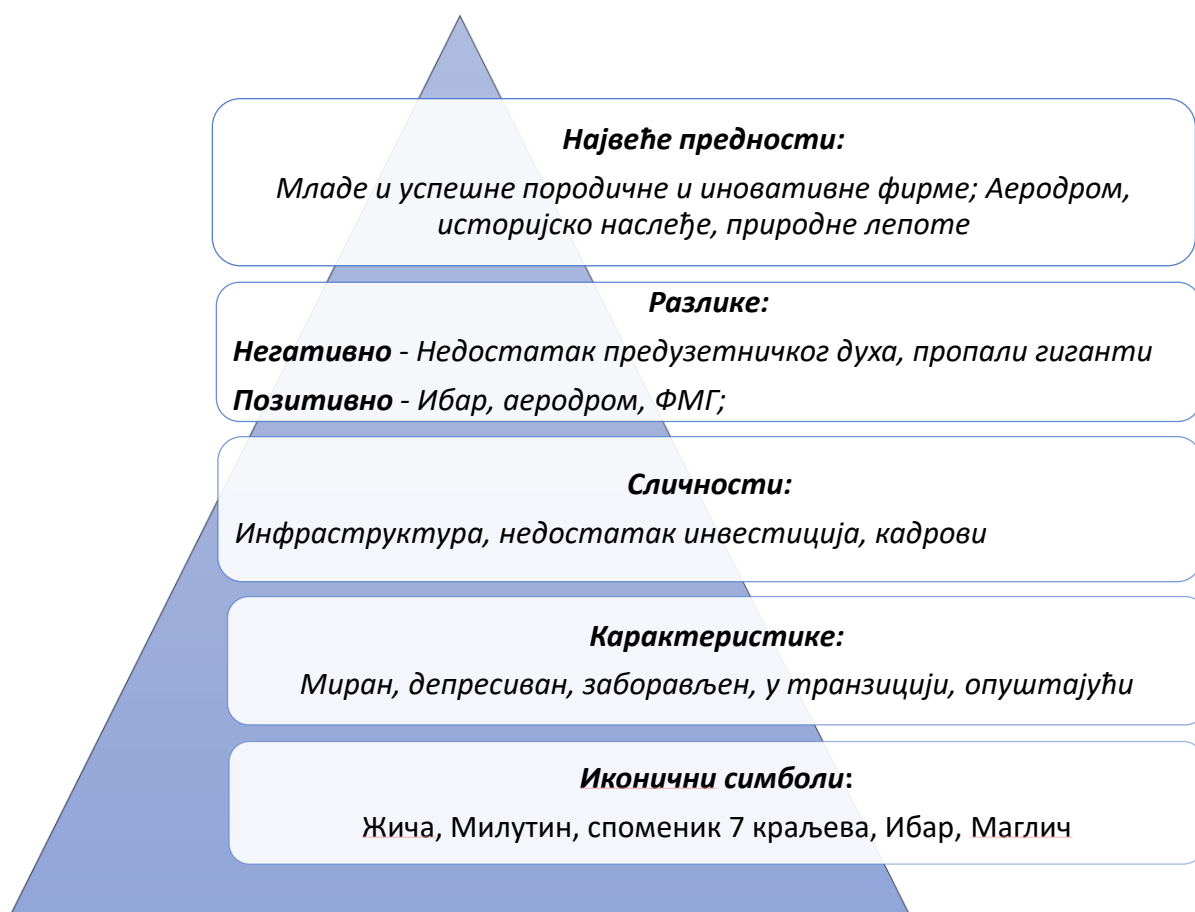 Највеће предности:
Младе и успешне породичне и иновативне фирме; Аеродром,
историјско наслеђе, природне лепоте
Разлике:
Негативно - Недостатак предузетничког духа, пропали гиганти
Позитивно - Ибар, аеродром, ФМГ;
Сличности:
Инфраструктура, недостатак инвестиција, кадрови
Карактеристике:
Миран, депресиван, заборављен, у транзицији, опуштајући
Иконични симболи:
Жича, Милутин, споменик 7 краљева, Ибар, Маглич